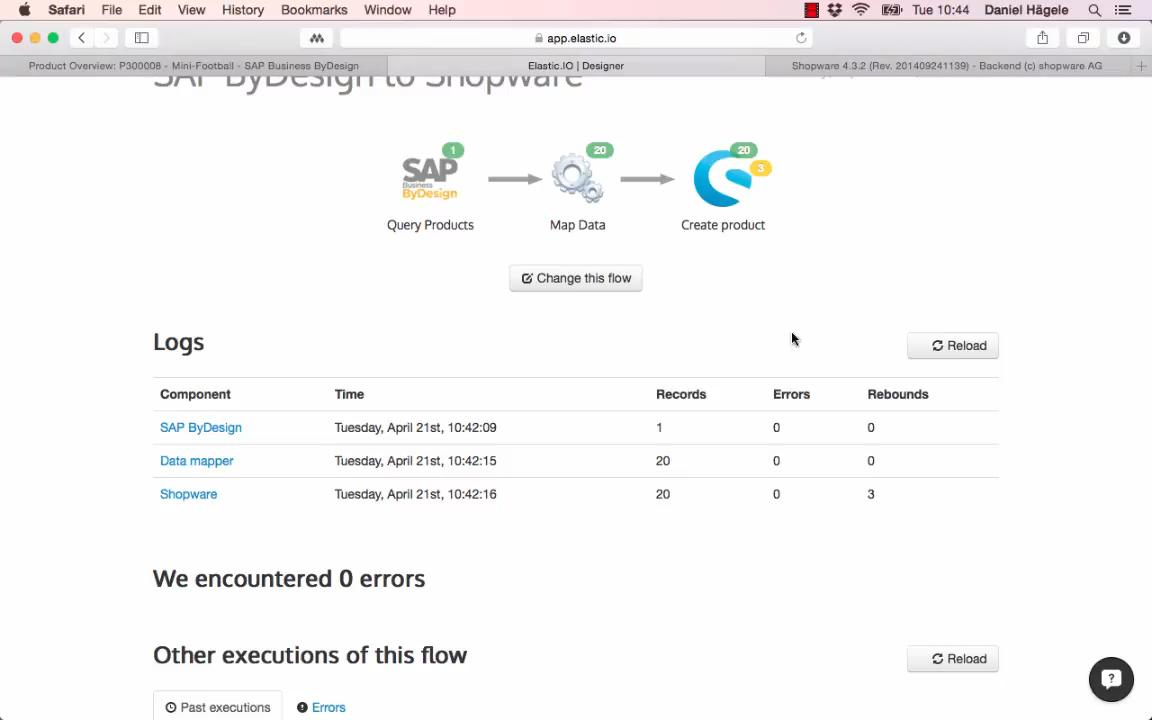 Safari File Edit View History Bookmarks Window Help Tue 10:44 Daniel Hägele
app.elastic.io
Product Overview: P300008 - Mini-Football - SAP Business ByDesign Elastic.IO | Designer Shopware 4.3.2 (Rev. 201409241139) - Backend (c) shopware AG
SAP ByDesign to Shopware
1 20 20
3
SAP
Business
ByDesign
Query Products Map Data Create product
Change this flow
Logs Reload
Component Time Records Errors Rebounds
SAP ByDesign Tuesday, April 21st, 10:42:09 1 0 0
Data mapper Tuesday, April 21st, 10:42:15 20 0 0
Shopware Tuesday, April 21st, 10:42:16 20 0 3
We encountered 0 errors
Other executions of this flow Reload
Past executions Errors